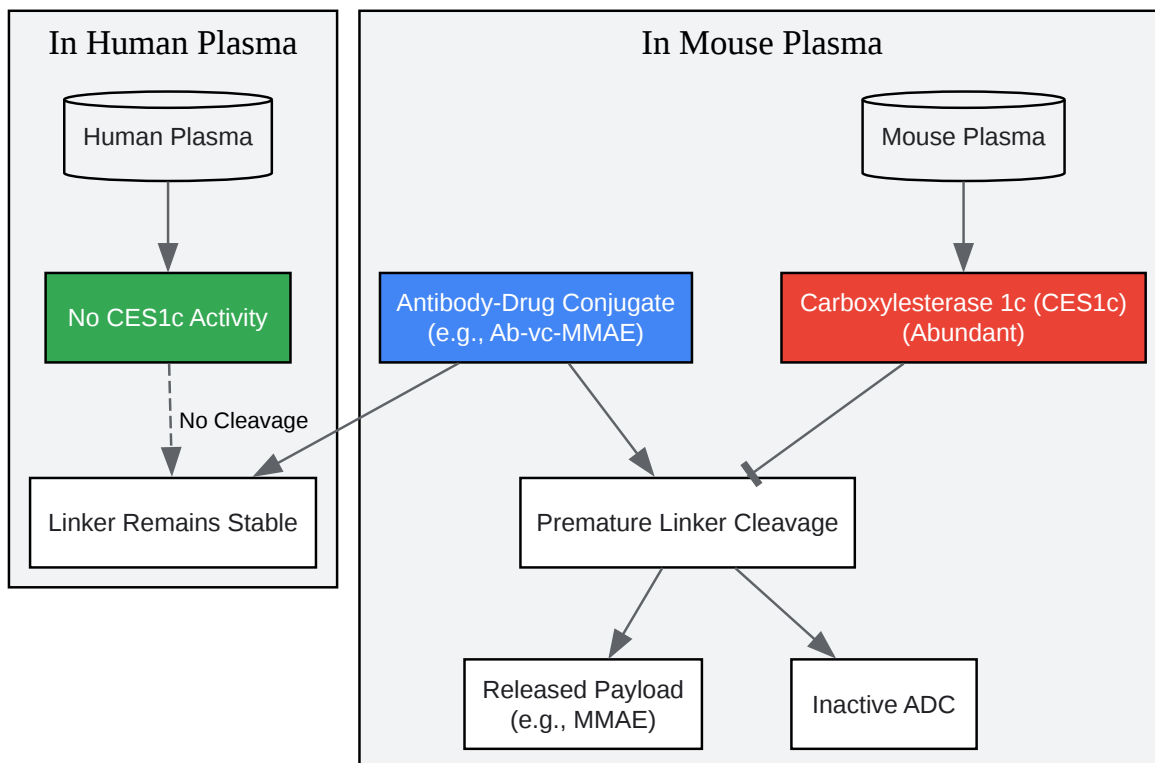 In Human Plasma
Human Plasma
No CES1c Activity
No Cleavage
Linker Remains Stable
In Mouse Plasma
Mouse Plasma
Antibody-Drug Conjugate
(e.g., Ab-vc-MMAE)
Carboxylesterase 1c (CES1c)
(Abundant)
Premature Linker Cleavage
Released Payload
(e.g., MMAE)
Inactive ADC